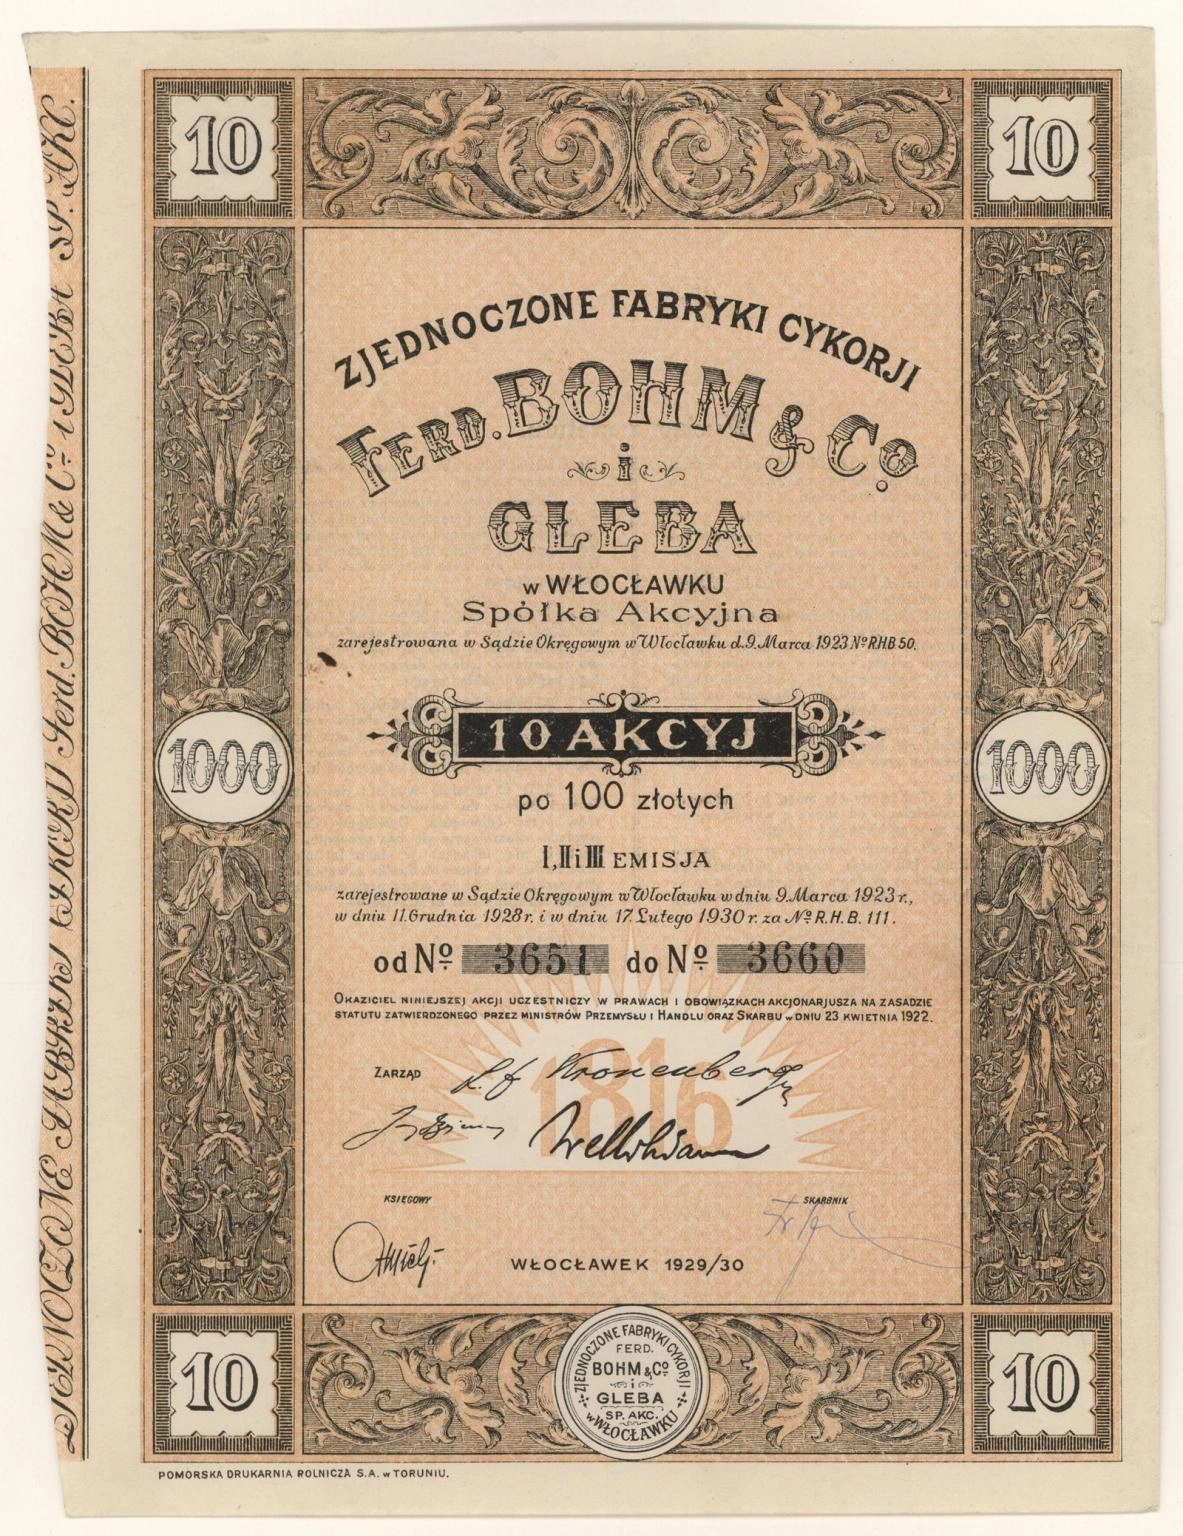 10
10
ZJEDNOCZONE FABRYKI CYKORJI
FERD. BOHM & Co.
i
GLEBA
w WŁOCŁAWKU
Spółka Akcyjna
zarejestrowana w Sądzie Okręgowym w Włocławku d. 9. Marca 1923 No R.H.B 50.
10 AKCYJ
1000
1000
po 100 złotych
I, II i III EMISJA
zarejestrowane w Sądzie Okręgowym w Włocławku w dniu 9. Marca 1923 r.,
w dniu 11. Grudnia 1928 r. i w dniu 17. Lutego 1930 r. za No R. H. B. 111.
od No 3651 do No 3660
OKAZICIEL NINIEJSZEJ AKCJI UCZESTNICZY W PRAWACH I OBOWIĄZKACH AKCJONARJUSZA NA ZASADZIE
STATUTU ZATWIERDZONEGO PRZEZ MINISTRÓW PRZEMYSŁU I HANDLU ORAZ SKARBU w DNIU 23 KWIETNIA 1922.
1816
ZARZĄD
Kronenberg
KSIĘGOWY
SKARBNIK
WŁOCŁAWEK 1929/30
10
10
ZJEDNOCZONE FABRYKI CYKORJI
FERD.
BOHM & Co.
i
GLEBA
SP. AKC.
w WŁOCŁAWKU
POMORSKA DRUKARNIA ROLNICZA S. A. w TORUNIU.
ZJEDNOCZONE FABRYKI CYKORJI Ferd. BOHM & Co i GLEBA SP. AKC.